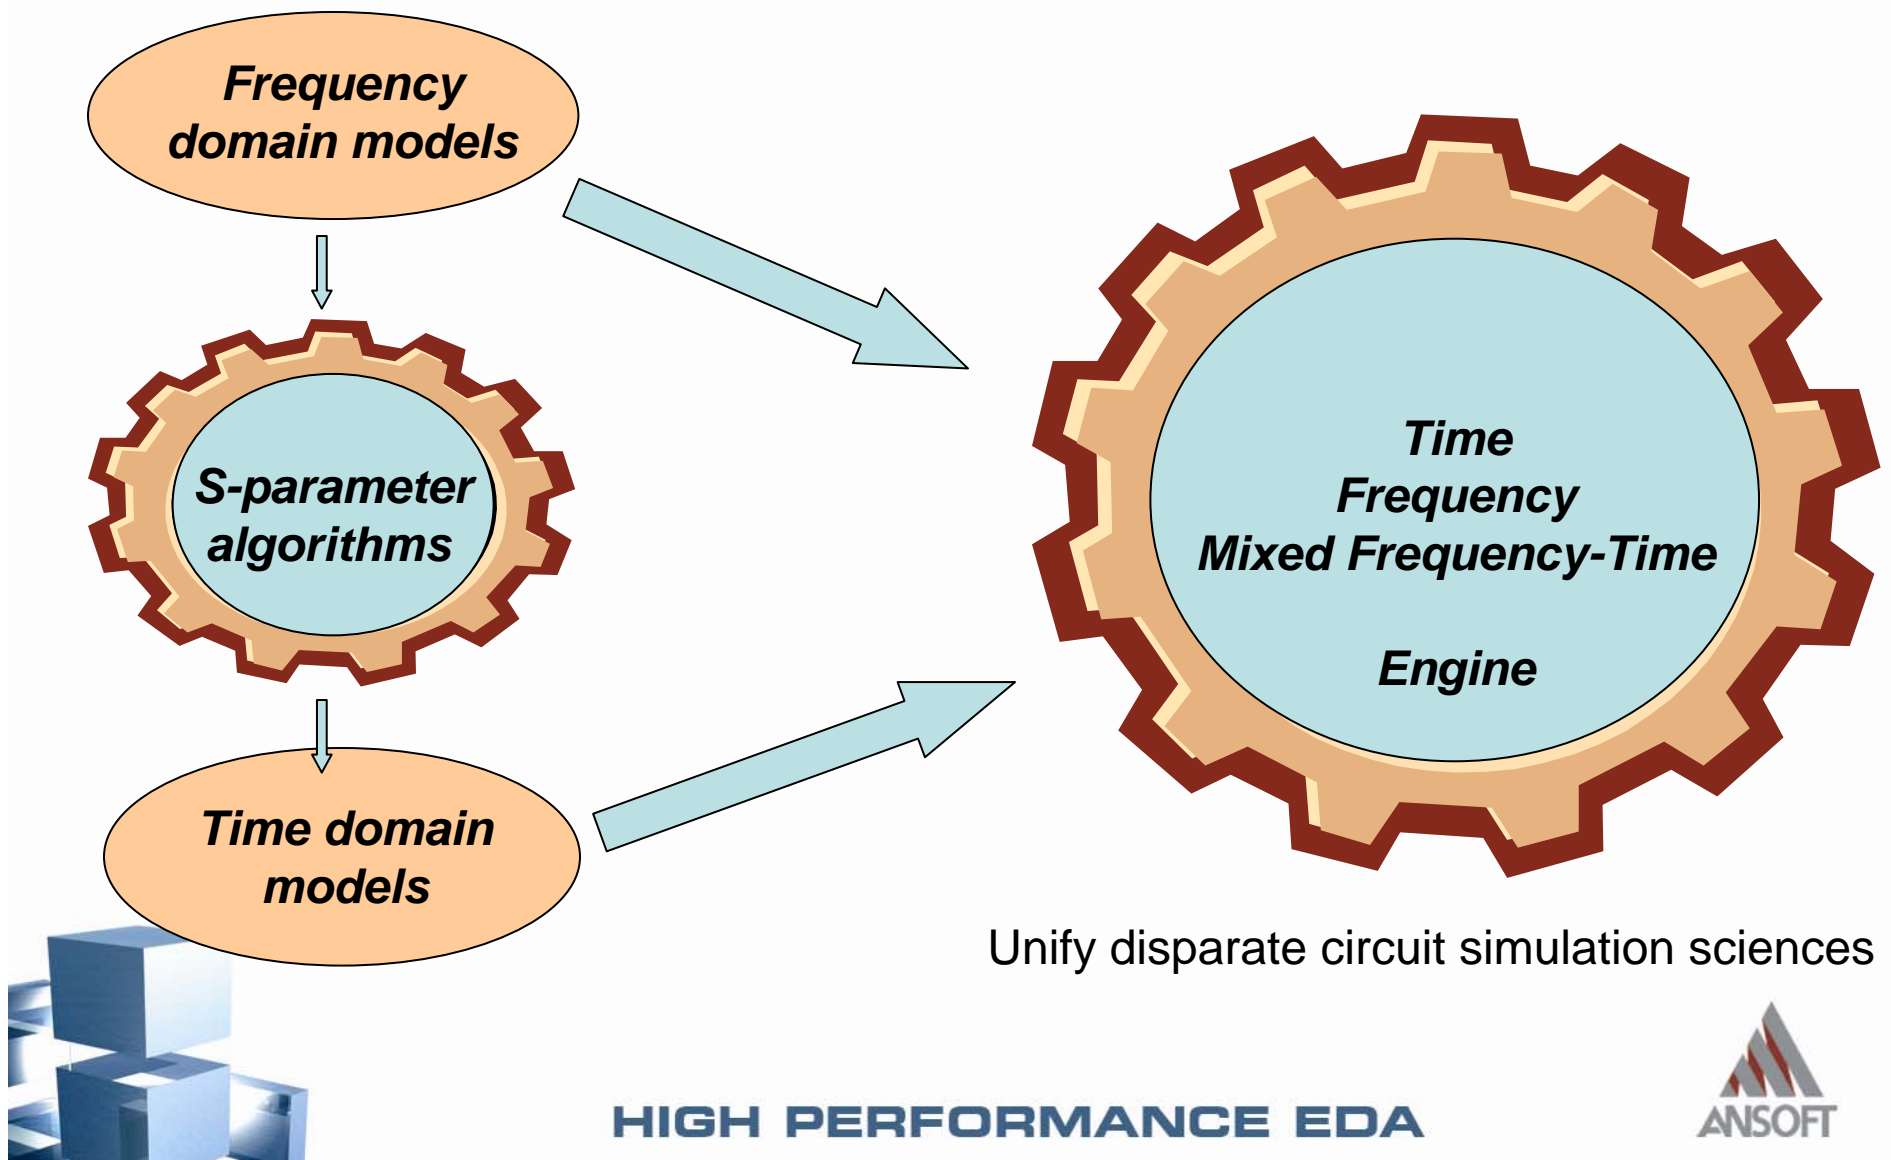 Frequency
domain models
S-parameter
algorithms
Time domain
models
Time
Frequency
Mixed Frequency-Time
Engine
Unify disparate circuit simulation sciences
HIGH PERFORMANCE EDA
ANSOFT